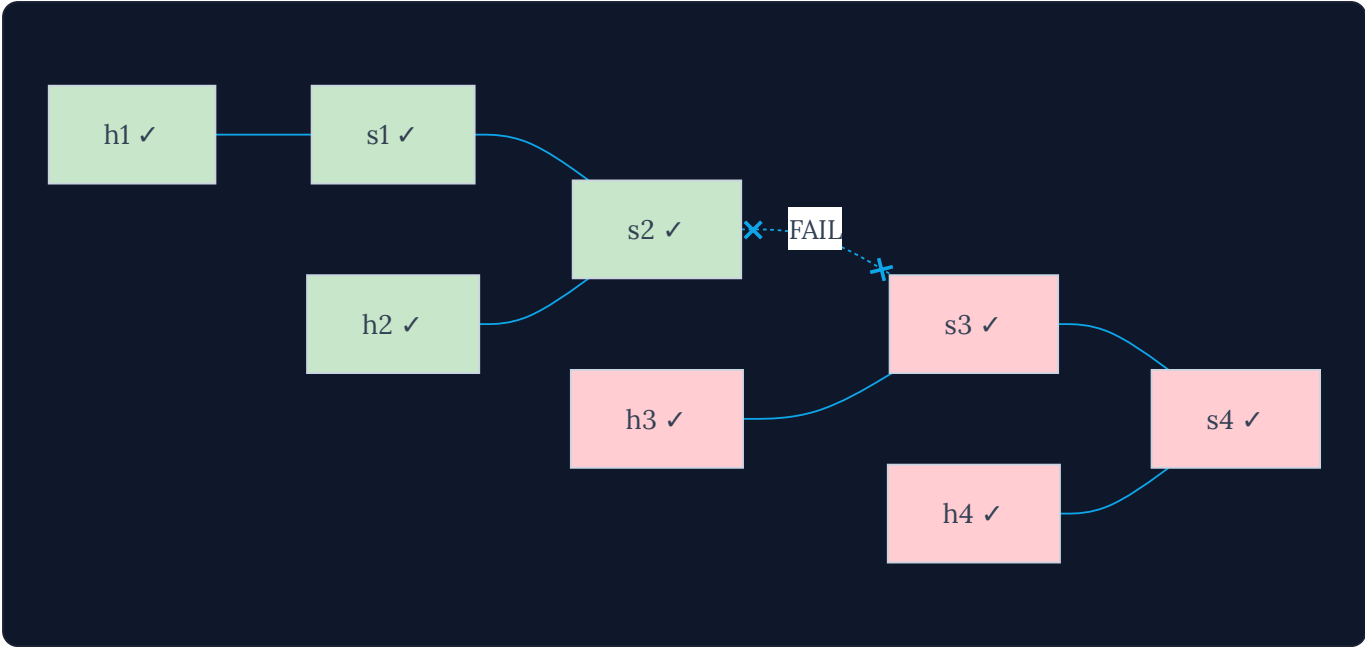 h1 ✓
s1 ✓
s2 ✓
FAIL
h2 ✓
s3 ✓
h3 ✓
s4 ✓
h4 ✓